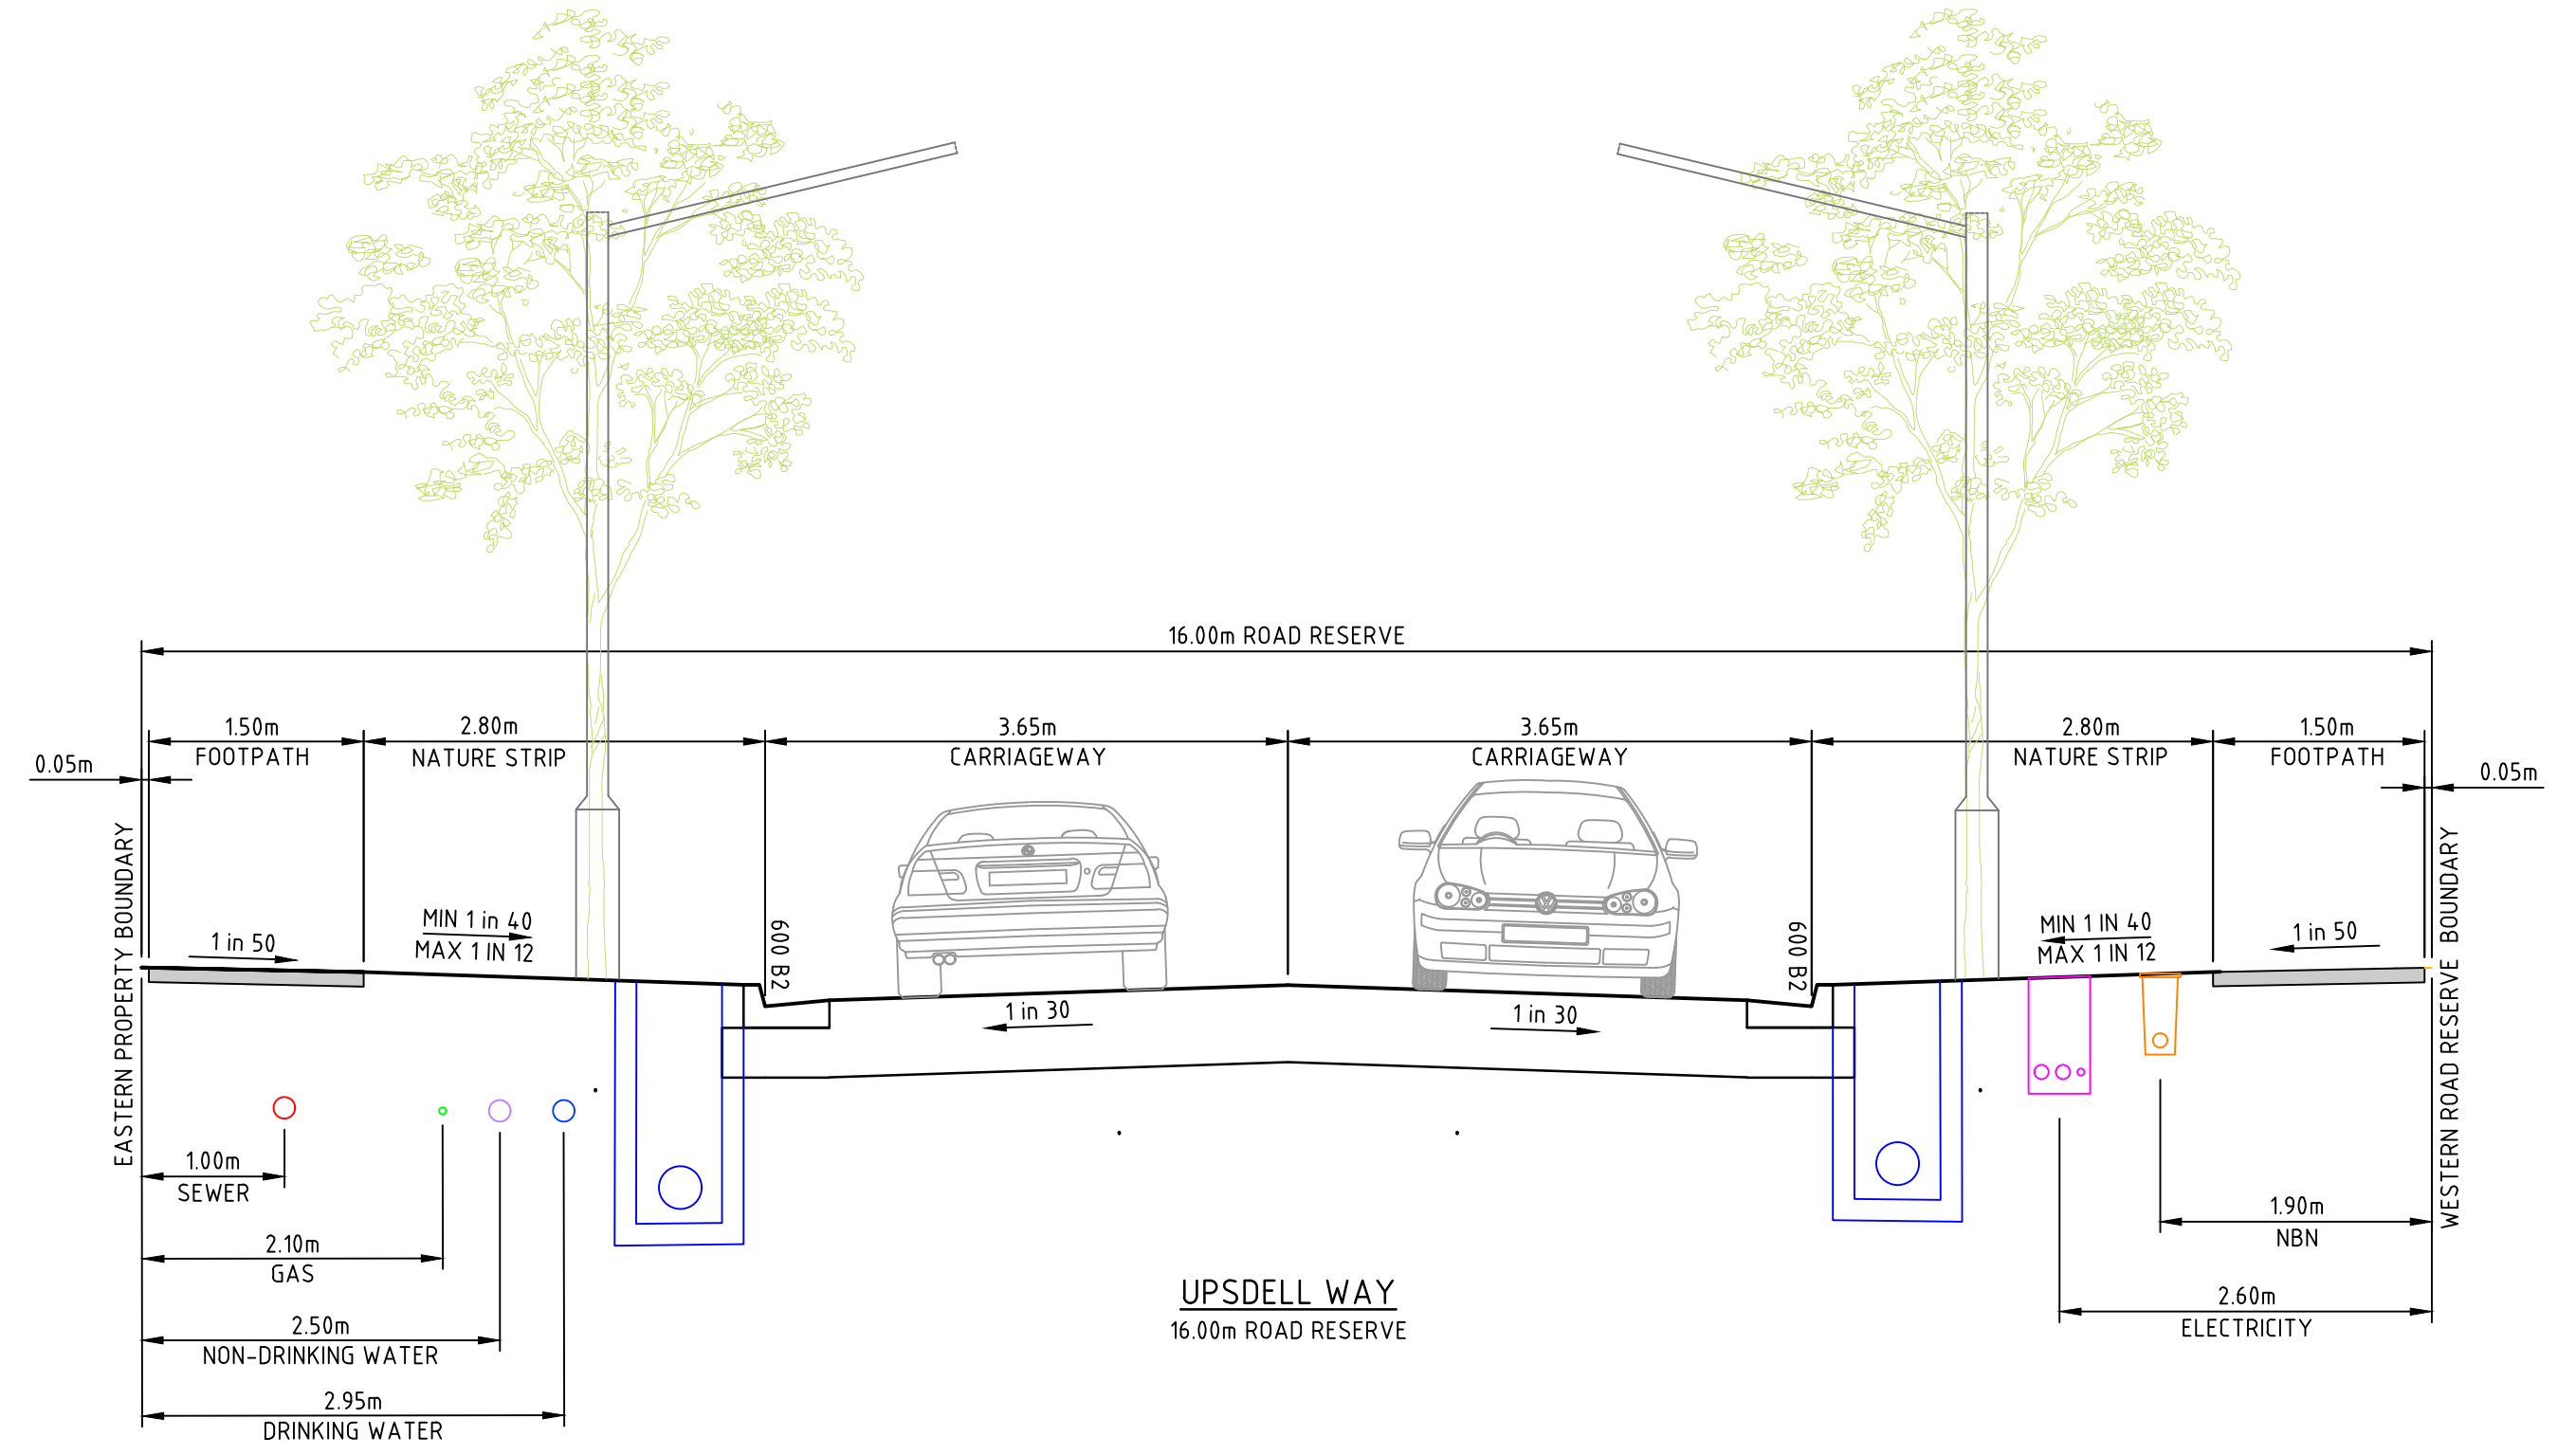 16.00m ROAD RESERVE
1.50m
FOOTPATH
2.80m
NATURE STRIP
3.65m
CARRIAGEWAY
3.65m
CARRIAGEWAY
2.80m
NATURE STRIP
1.50m
FOOTPATH
0.05m
0.05m
EASTERN PROPERTY BOUNDARY
1 in 50
MIN 1 in 40
MAX 1 IN 12
600 B2
600 B2
MIN 1 IN 40
MAX 1 IN 12
1 in 50
WESTERN ROAD RESERVE BOUNDARY
1 in 30
1 in 30
1.00m
SEWER
2.10m
GAS
2.50m
NON-DRINKING WATER
2.95m
DRINKING WATER
1.90m
NBN
2.60m
ELECTRICITY
UPSDELL WAY
16.00m ROAD RESERVE